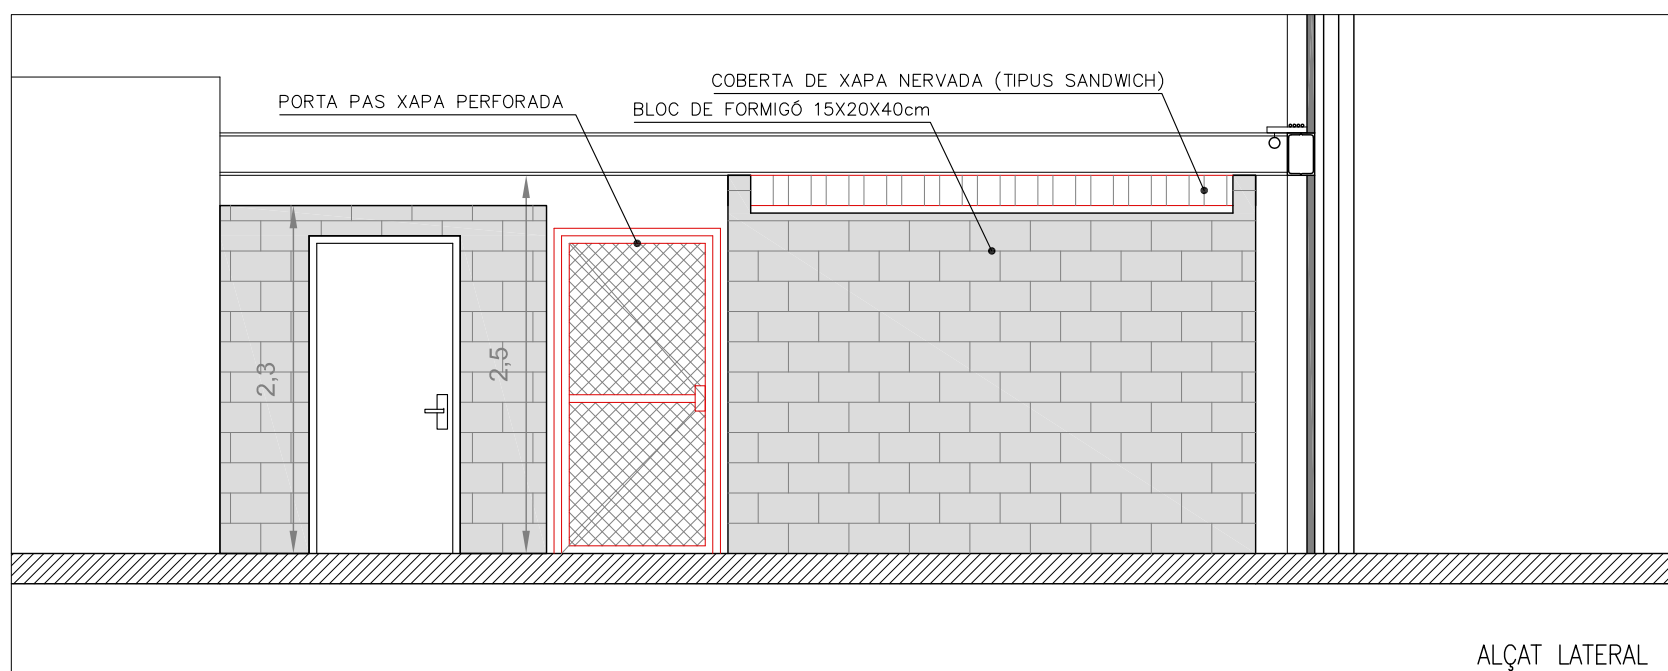 COBERTA DE XAPA NERVADA (TIPUS SANDWICH)
PORTA PAS XAPA PERFORADA
BLOC DE FORMIGÓ 15X20X40cm
2,3
2,5
ALÇAT LATERAL